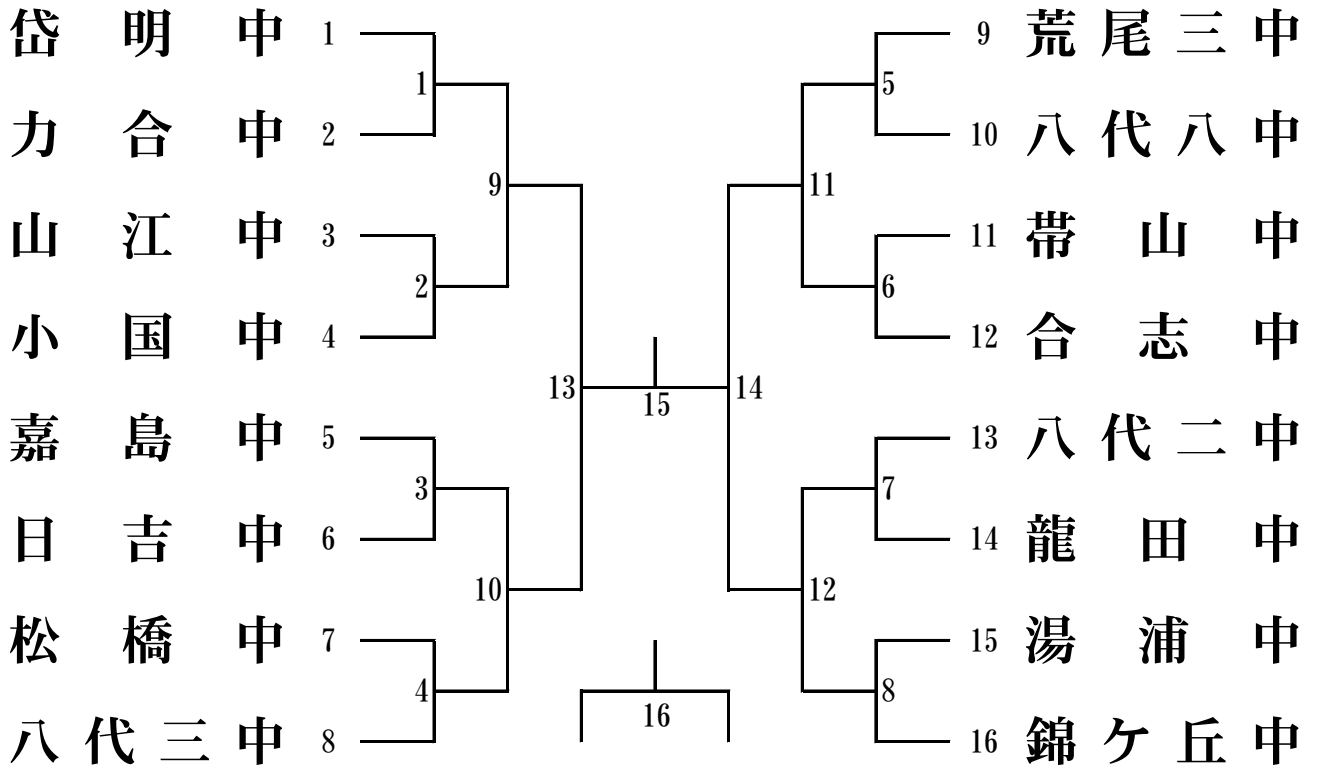 岱明中 1
力合中 2
山江中 3
小国中 4
嘉島中 5
日吉中 6
松橋中 7
八代三中 8
1
2
3
4
9
10
13
15
16
14
11
12
5
6
7
8
9 荒尾三中
10 八代八中
11 帯山中
12 合志中
13 八代二中
14 龍田中
15 湯浦中
16 錦ケ丘中